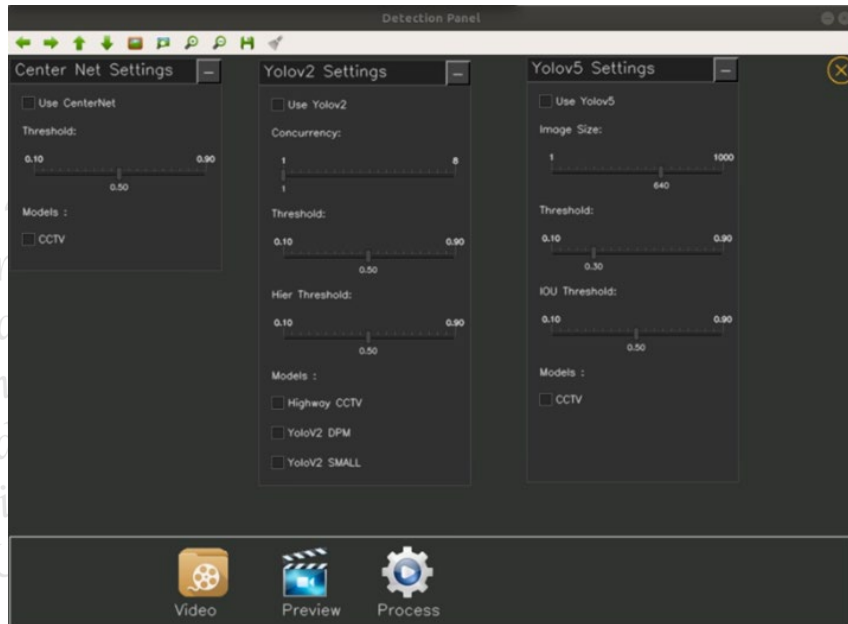 Detection Panel
Center Net Settings
Use CenterNet
Threshold:
0.10 0.90
0.50
Models :
CCTV
Yolov2 Settings
Use Yolov2
Concurrency:
1 8
1
Threshold:
0.10 0.90
0.50
Hier Threshold:
0.10 0.90
0.50
Models :
Highway CCTV
YoloV2 DPM
YoloV2 SMALL
Yolov5 Settings
Use Yolov5
Image Size:
1 1000
640
Threshold:
0.10 0.90
0.30
IOU Threshold:
0.10 0.90
0.50
Models :
CCTV
Video Preview Process